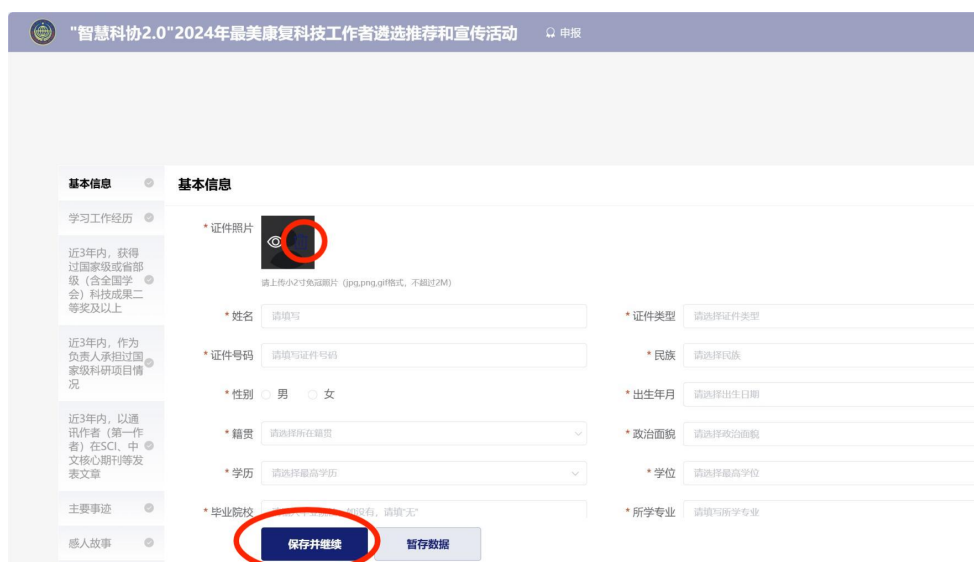 "智慧科协2.0"2024年最美康复科技工作者遴选推荐和宣传活动
申报
基本信息
学习工作经历
近3年内，获得
过国家级或省部
级（含全国学
会）科技成果二
等奖及以上
近3年内，作为
负责人承担过国
家级科研项目情
况
近3年内，以通
讯作者（第一作
者）在SCI、中
文核心期刊等发
表文章
主要事迹
感人故事
基本信息
* 证件照片
请上传小2寸免冠照片（jpg,png,gif格式，不超过2M）
* 姓名 请填写
* 证件类型 请选择证件类型
* 证件号码 请填写证件号码
* 民族 请选择民族
* 性别 男 女
* 出生年月 请选择出生日期
* 籍贯 请选择所在籍贯
* 政治面貌 请选择政治面貌
* 学历 请选择最高学历
* 学位 请选择最高学位
* 毕业院校 如没有，请填"无"
* 所学专业 请填写所学专业
保存并继续 暂存数据